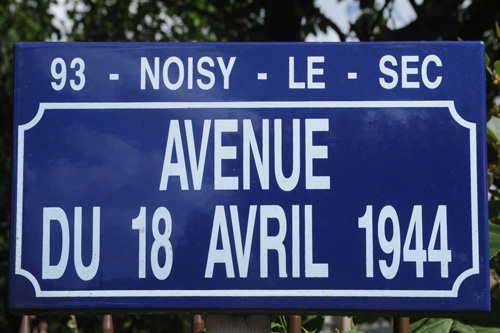 93 - NOISY - LE - SEC
AVENUE
DU 18 AVRIL 1944